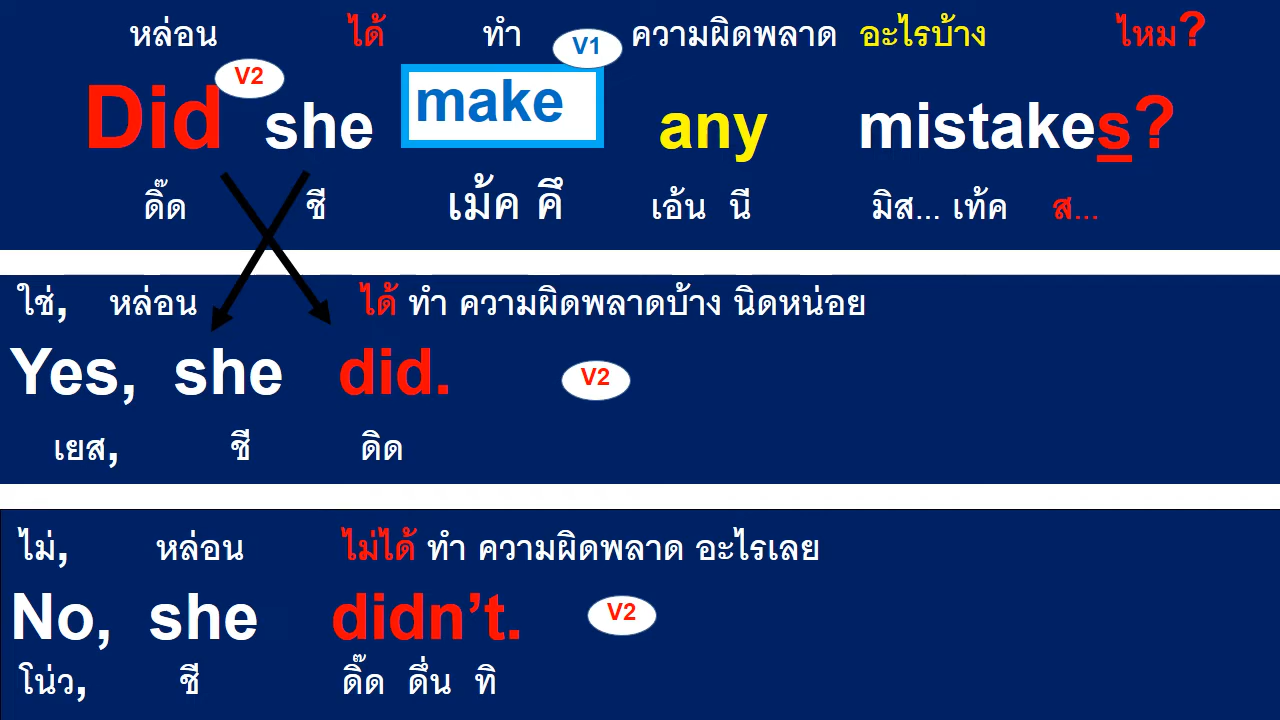 หล่อน ได้ ทำ ความผิดพลาด อะไรบ้าง ไหม?
Did V2 she make V1 any mistakes?
ดิ๊ด ชี เม้ค คึ เอ้น นี มิส... เท้ค ส...
ใช่, หล่อน ได้ ทำ ความผิดพลาดบ้าง นิดหน่อย
Yes, she did. V2
เยส, ชี ดิด
ไม่, หล่อน ไม่ได้ ทำ ความผิดพลาด อะไรเลย
No, she didn’t. V2
โน่ว, ชี ดิ๊ด ดึ่น ทิ